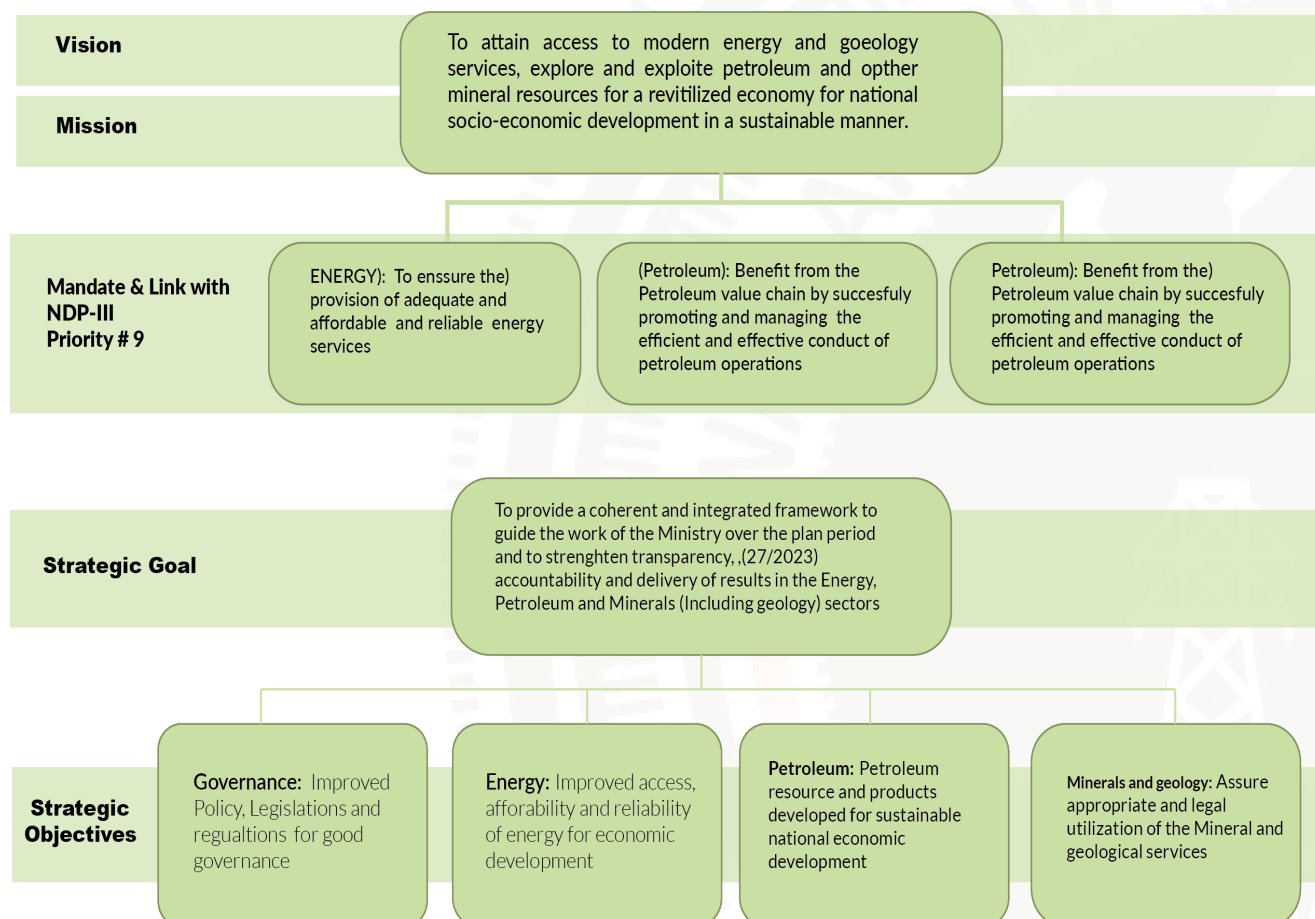 Vision
To attain access to modern energy and goeology
services, explore and exploite petroleum and opther
mineral resources for a revitilized economy for national
socio-economic development in a sustainable manner.
Mission
Mandate & Link with
NDP-III
Priority # 9
ENERGY):  To enssure the)
provision of adequate and
affordable  and reliable  energy
services
(Petroleum): Benefit from the
Petroleum value chain by succesfuly
promoting and managing  the
efficient and effective conduct of
petroleum operations
Petroleum): Benefit from the)
Petroleum value chain by succesfuly
promoting and managing  the
efficient and effective conduct of
petroleum operations
Strategic Goal
To provide a coherent and integrated framework to
guide the work of the Ministry over the plan period
and to strenghten transparency, ,(27/2023)
accountability and delivery of results in the Energy,
Petroleum and Minerals (Including geology) sectors
Strategic
Objectives
Governance:  Improved
Policy, Legislations and
regualtions  for good
governance
Energy: Improved access,
afforability and reliability
of energy for economic
development
Petroleum: Petroleum
resource and products
developed for sustainable
national economic
development
Minerals and geology: Assure
appropriate and legal
utilization of the Mineral and
geological services